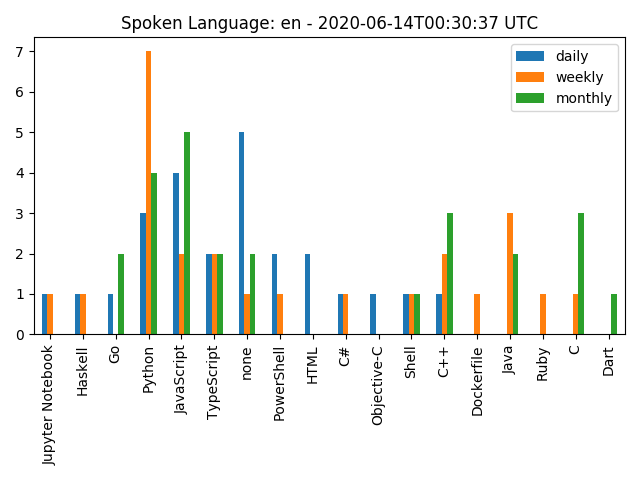 Spoken Language: en - 2020-06-14T00:30:37 UTC
daily
weekly
monthly
7
6
5
4
3
2
1
0
Jupyter Notebook
Haskell
Go
Python
JavaScript
TypeScript
none
PowerShell
HTML
C#
Objective-C
Shell
C++
Dockerfile
Java
Ruby
C
Dart